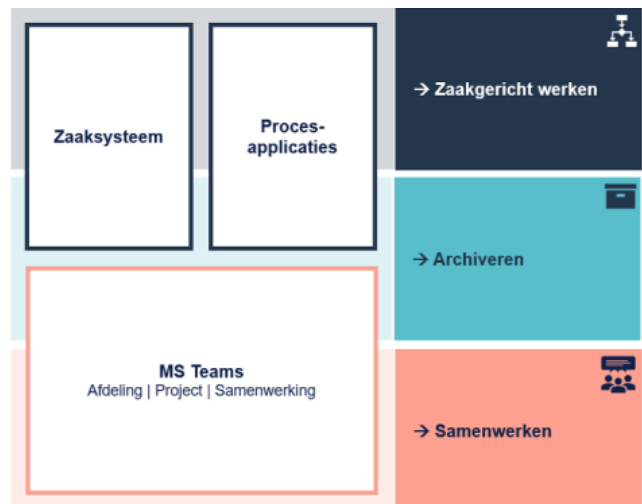 Zaaksysteem
Proces-
applicaties
→ Zaakgericht werken
→ Archiveren
MS Teams
Afdeling | Project | Samenwerking
→ Samenwerken